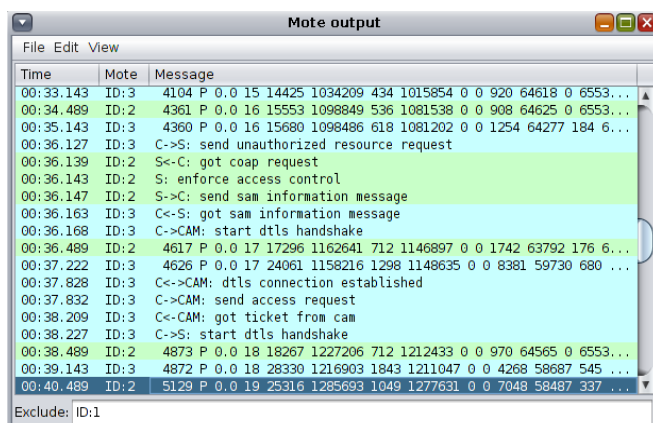 Mote output
File Edit View
Time Mote Message
00:33.143 ID:3 4104 P 0.0 15 14425 1034209 434 1015854 0 0 920 64618 0 6553...
00:34.489 ID:2 4361 P 0.0 16 15553 1098849 536 1081538 0 0 908 64625 0 6553...
00:35.143 ID:3 4360 P 0.0 16 15680 1098486 618 1081202 0 0 1254 64277 184 6...
00:36.127 ID:3 C->S: send unauthorized resource request
00:36.139 ID:2 S<-C: got coap request
00:36.143 ID:2 S: enforce access control
00:36.147 ID:2 S->C: send sam information message
00:36.163 ID:3 C<-S: got sam information message
00:36.168 ID:3 C->CAM: start dtls handshake
00:36.489 ID:2 4617 P 0.0 17 17296 1162641 712 1146897 0 0 1742 63792 176 6...
00:37.222 ID:3 4626 P 0.0 17 24061 1158216 1298 1148635 0 0 8381 59730 680 ...
00:37.828 ID:3 C<->CAM: dtls connection established
00:37.832 ID:3 C->CAM: send access request
00:38.209 ID:3 C<-CAM: got ticket from cam
00:38.227 ID:3 C->S: start dtls handshake
00:38.489 ID:2 4873 P 0.0 18 18267 1227206 712 1212433 0 0 970 64565 0 6553...
00:39.143 ID:3 4872 P 0.0 18 28330 1216903 1843 1211047 0 0 4268 58687 545 ...
00:40.489 ID:2 5129 P 0.0 19 25316 1285693 1049 1277631 0 0 7048 58487 337 ...
Exclude: ID:1